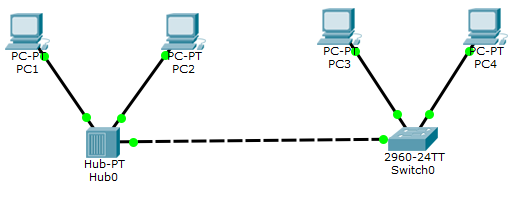 PC-PT
PC1
PC-PT
PC2
PC-PT
PC3
PC-PT
PC4
Hub-PT
Hub0
2960-24TT
Switch0